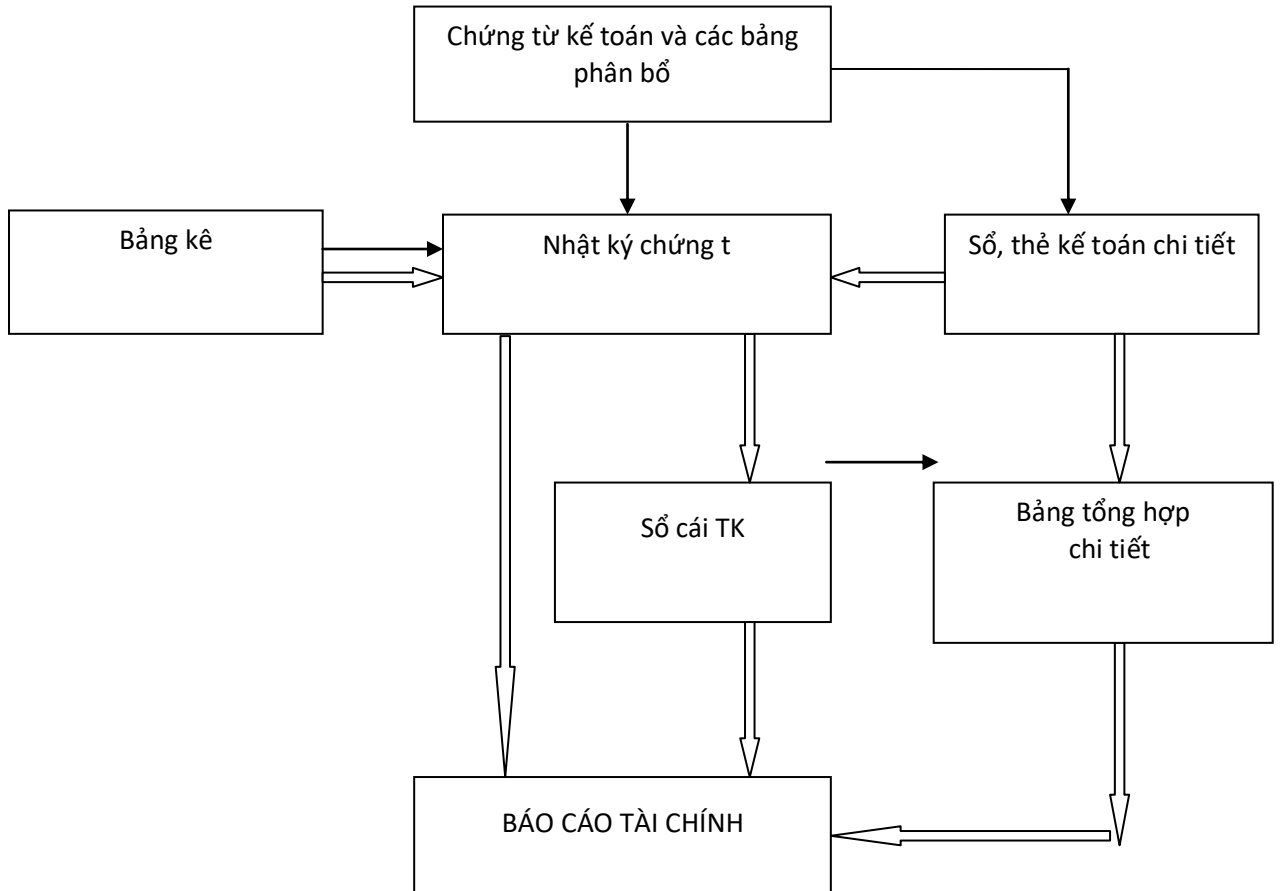 Chứng từ kế toán và các bảng
phân bổ
Bảng kê
Nhật ký chứng t
Sổ, thẻ kế toán chi tiết
Sổ cái TK
Bảng tổng hợp
chi tiết
BÁO CÁO TÀI CHÍNH